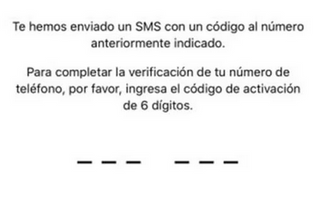 Te hemos enviado un SMS con un código al número
anteriormente indicado.
Para completar la verificación de tu número de
teléfono, por favor, ingresa el código de activación
de 6 dígitos.